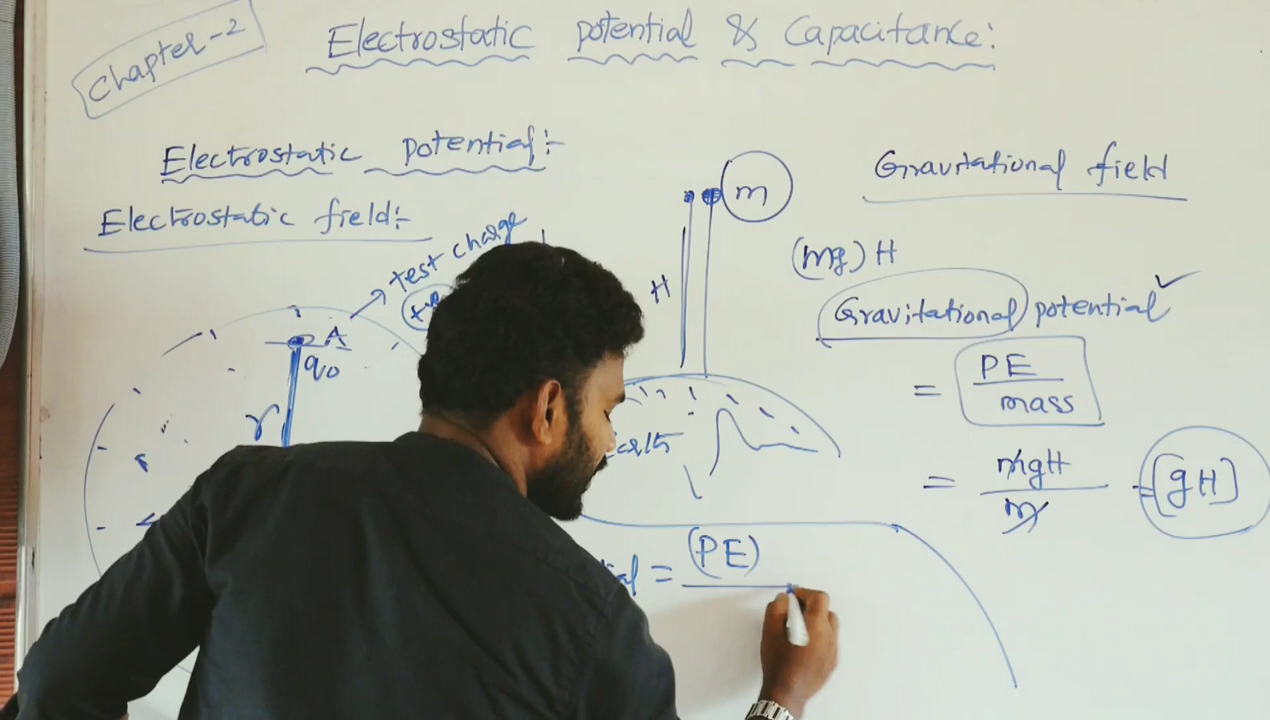 Chapter-2
Electrostatic potential & Capacitance:
Electrostatic potential:-
Electrostatic field:-
test charge
A
q0
r
m
H
Gravitational field
(mg) H
Gravitational potential ✓
= PE / mass
= mgH / m = [gH]
= (PE)